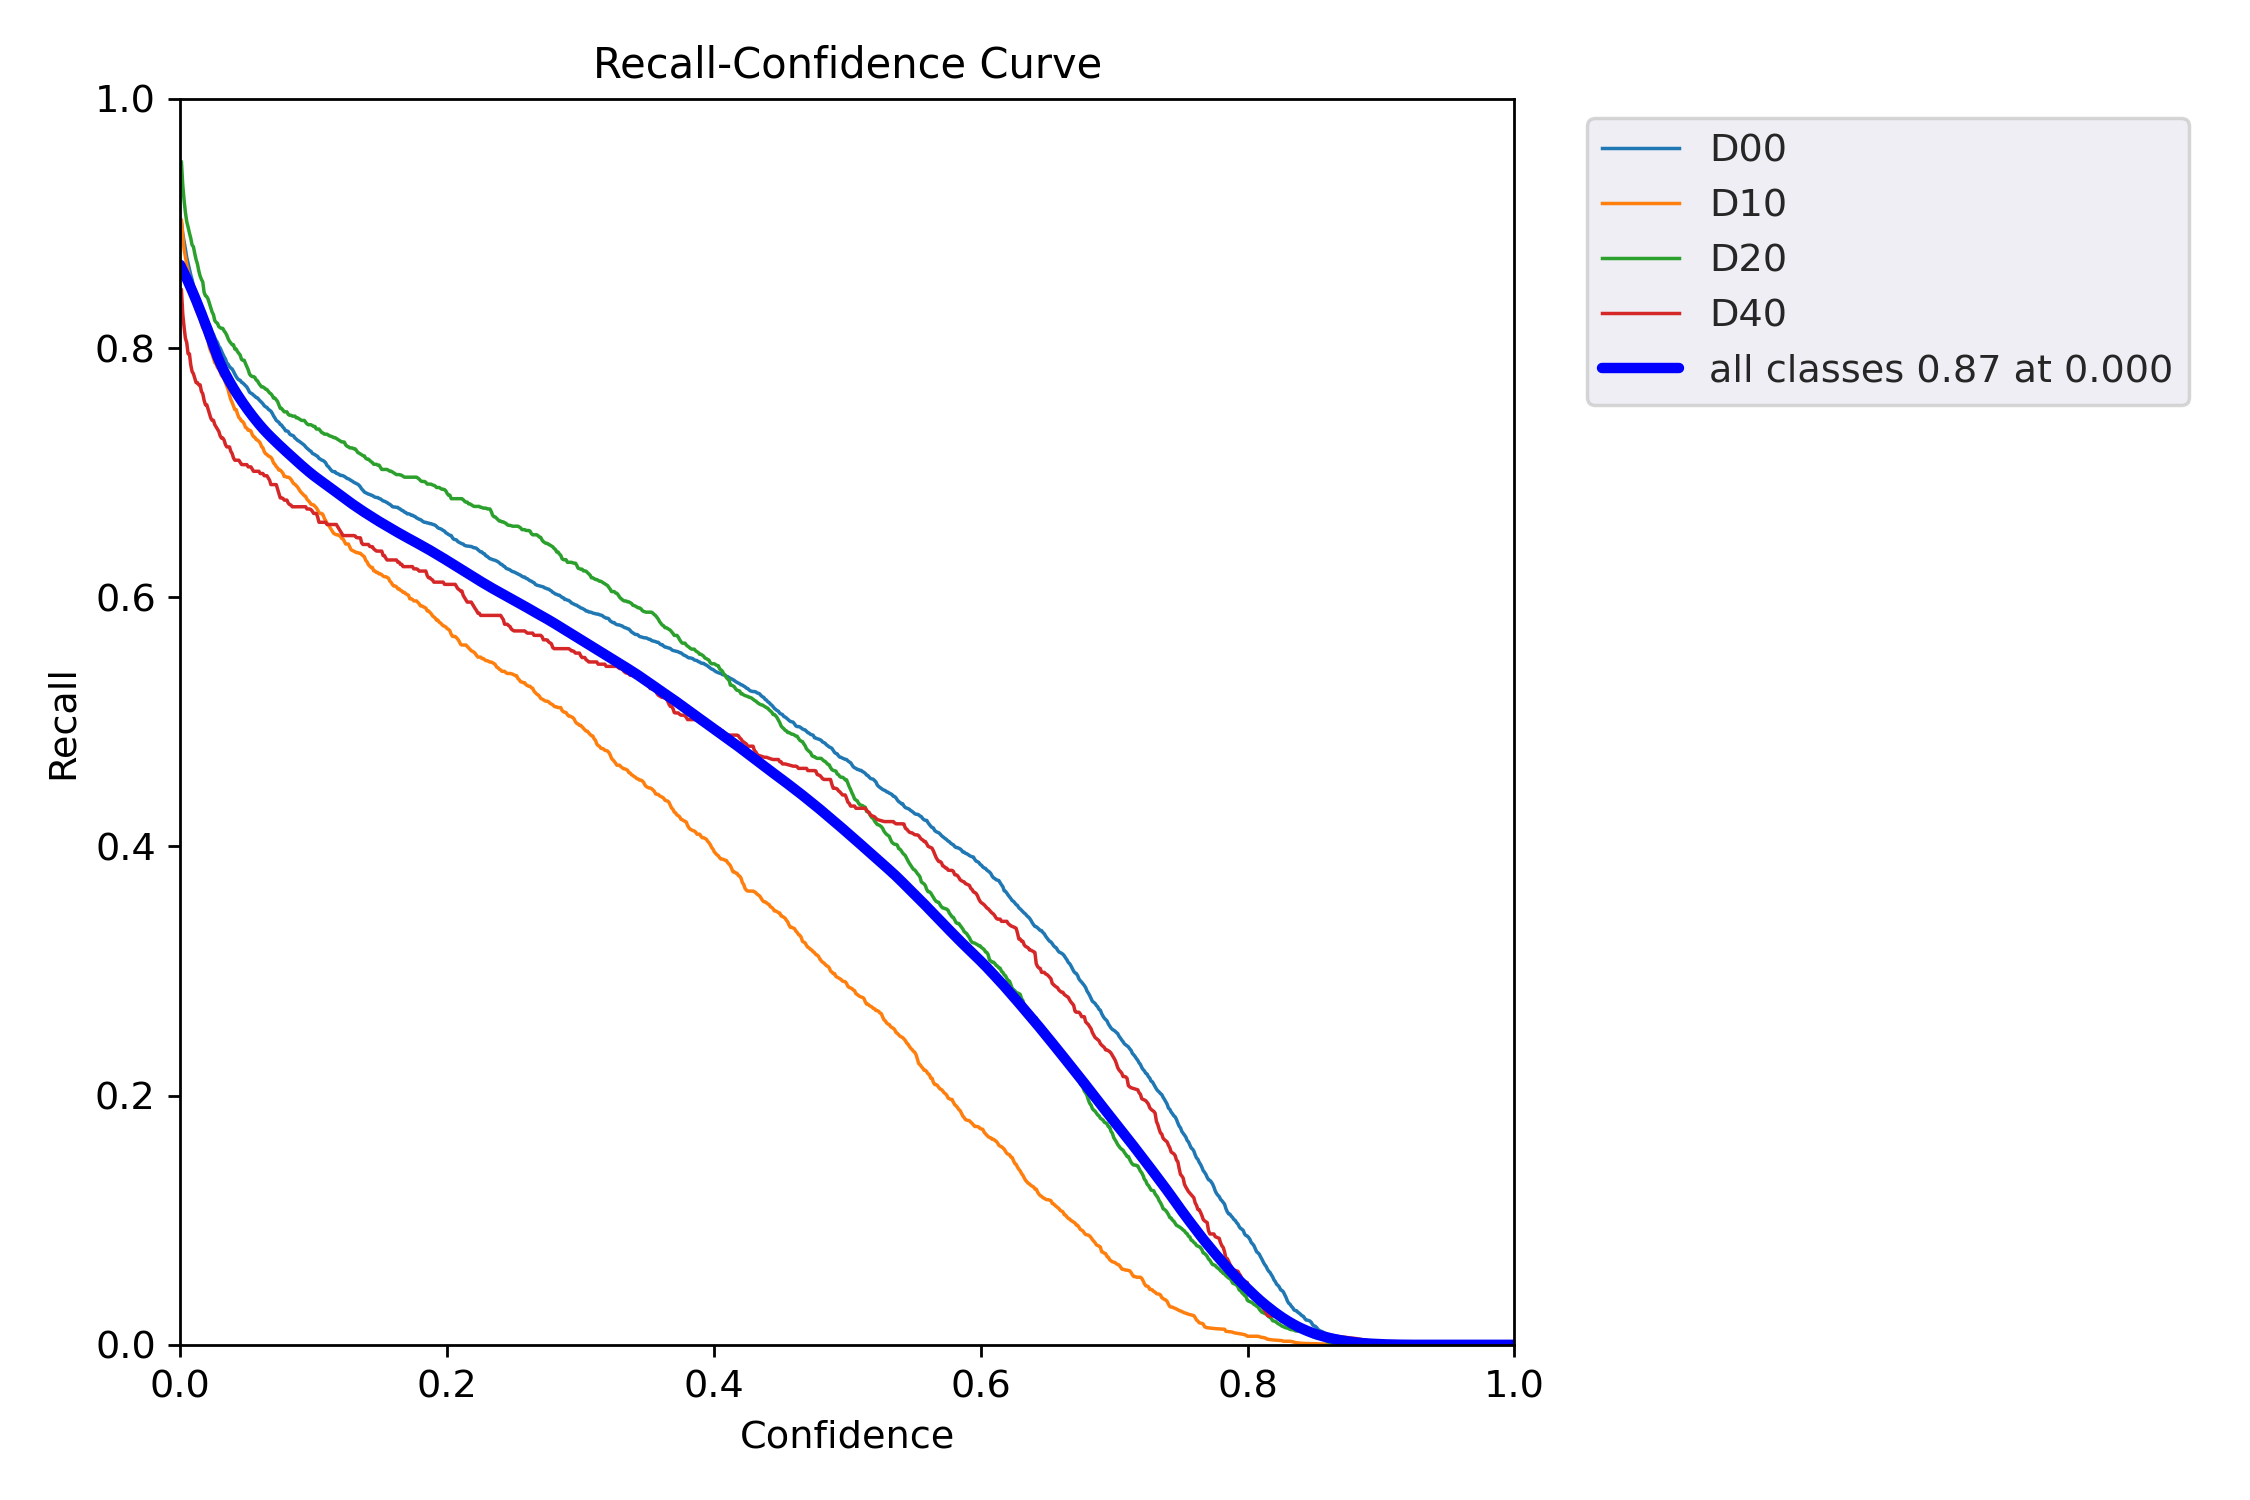 Recall-Confidence Curve
1.0
0.8
0.6
0.4
0.2
0.0
Recall
0.0 0.2 0.4 0.6 0.8 1.0
Confidence
D00
D10
D20
D40
all classes 0.87 at 0.000